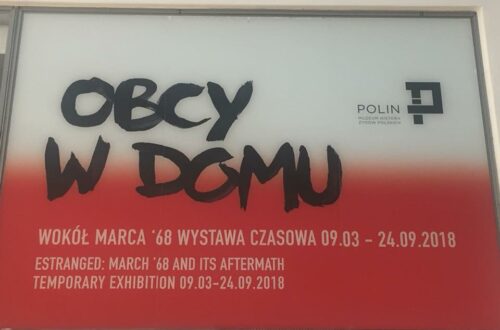 OBCY
W DOMU
POLIN
MUZEUM HISTORII
ŻYDÓW POLSKICH
WOKÓŁ MARCA '68 WYSTAWA CZASOWA 09.03 – 24.09.2018
ESTRANGED: MARCH '68 AND ITS AFTERMATH
TEMPORARY EXHIBITION 09.03-24.09.2018